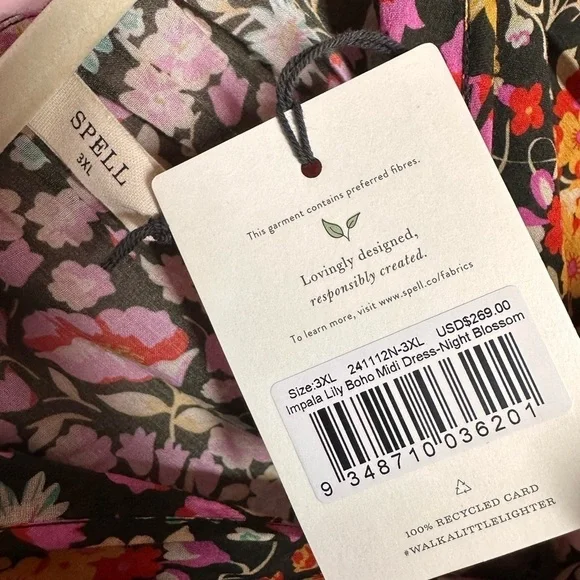 SPELL
3XL
This garment contains preferred fibres.
Lovingly designed,
responsibly created.
To learn more, visit www.spell.co/fabrics
Size:3XL 241112N-3XL USD$269.00
Impala Lily Boho Midi Dress-Night Blossom
9 348710 036201
100% RECYCLED CARD
#WALKALITTLELIGHTER